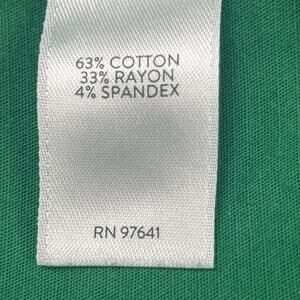 63% COTTON
33% RAYON
4% SPANDEX
RN 97641